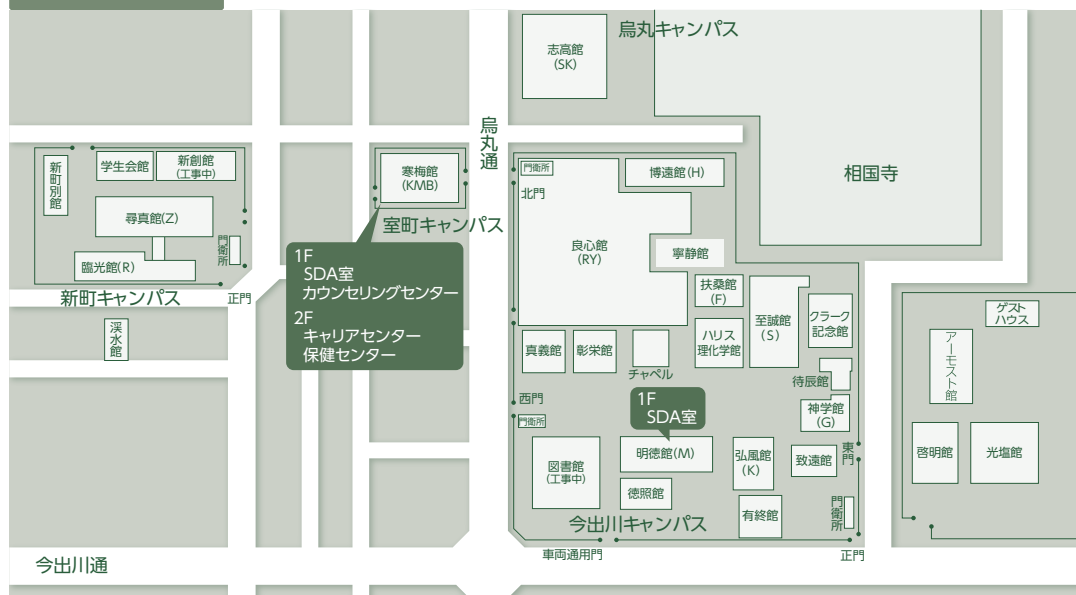 烏丸キャンパス
志高館
(SK)
烏丸通
相国寺
新町別館
学生会館
新創館
(工事中)
尋真館(Z)
臨光館(R)
門衛所
新町キャンパス
正門
渓水館
寒梅館
(KMB)
室町キャンパス
1F
SDA室
カウンセリングセンター
2F
キャリアセンター
保健センター
門衛所
北門
博遠館(H)
良心館
(RY)
寧静館
扶桑館
(F)
至誠館
(S)
クラーク
記念館
真義館
彰栄館
チャペル
ハリス
理化学館
待辰館
神学館
(G)
西門
門衛所
1F
SDA室
図書館
(工事中)
明徳館(M)
徳照館
弘風館
(K)
致遠館
東門
有終館
門衛所
今出川キャンパス
車両通用門
正門
ゲスト
ハウス
アーモスト館
啓明館
光塩館
今出川通